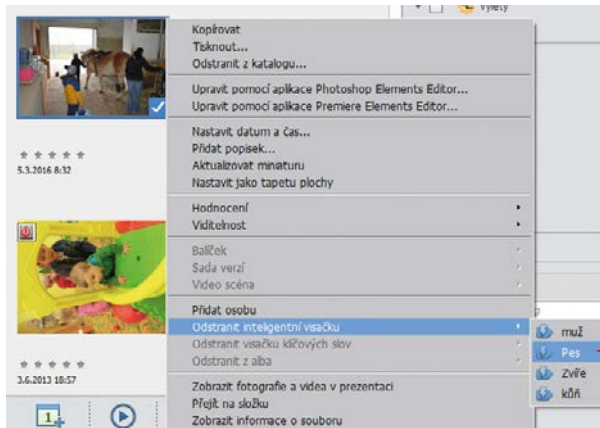 Výlety
Kopírovat
Tisknout...
Odstranit z katalogu...
Upravit pomocí aplikace Photoshop Elements Editor...
Upravit pomocí aplikace Premiere Elements Editor...
Nastavit datum a čas...
Přidat popisek...
Aktualizovat miniaturu
Nastavit jako tapetu plochy
5.3.2016 8:32
Hodnocení
Viditelnost
Balíček
Sada verzí
Video scéna
Přidat osobu
Odstranit inteligentní visačku
Odstranit visačku klíčových slov
Odstranit z alba
muž
Pes
Zvíře
kůň
3.6.2013 18:57
Zobrazit fotografie a videa v prezentaci
Přejít na složku
Zobrazit informace o souboru
1